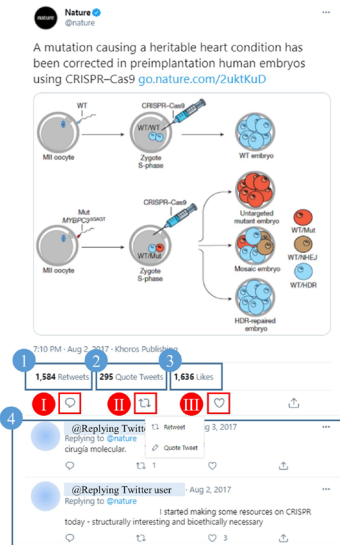 Nature
nature
@nature
A mutation causing a heritable heart condition has
been corrected in preimplantation human embryos
using CRISPR–Cas9 go.nature.com/2uktKuD
WT
CRISPR-Cas9
WT/WT
MII oocyte
Zygote
S-phase
WT embryo
CRISPR-Cas9
Mut
WT/Mut
MII oocyte
Zygote
S-phase
Untargeted
mutant embryo
Mosaic embryo
HDR-repaired
embryo
WT/Mut
WT/NHEJ
WT/HDR
7:10 PM · Aug 2, 2017 · Khoros Publishing
1
2
3
1,584 Retweets
295 Quote Tweets
1,636 Likes
I
II
III
4
@Replying Twitte
Retweet
g 3, 2017
Replying to @nature
Quote Tweet
cirugía molecular.
1
@Replying Twitter user
· Aug 2, 2017
Replying to @nature
I started making some resources on CRISPR
today - structurally interesting and bioethically necessary
3